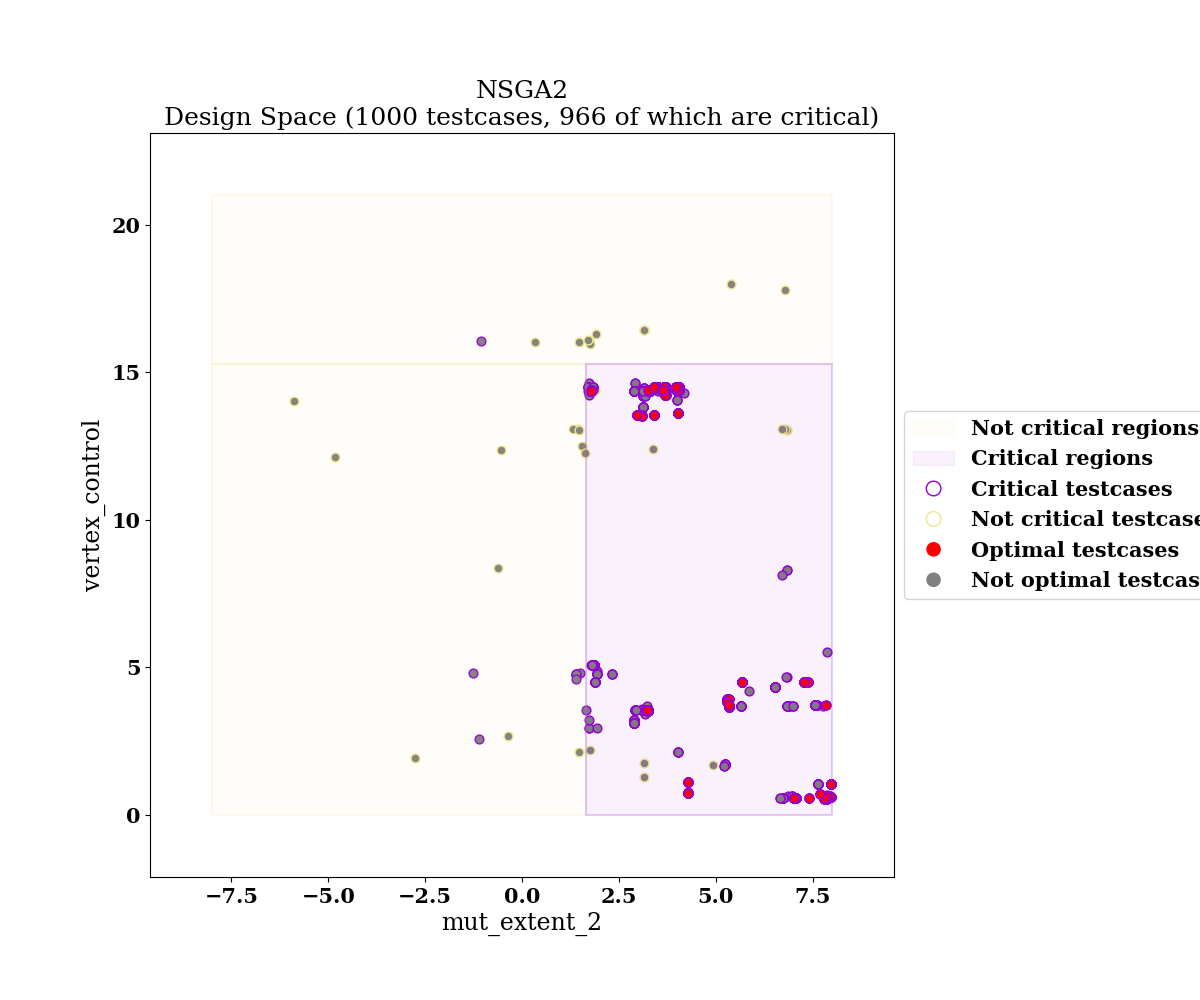 NSGA2
Design Space (1000 testcases, 966 of which are critical)
20
15
10
5
0
vertex_control
−7.5
−5.0
−2.5
0.0
2.5
5.0
7.5
mut_extent_2
Not critical regions
Critical regions
Critical testcases
Not critical testcase
Optimal testcases
Not optimal testcas